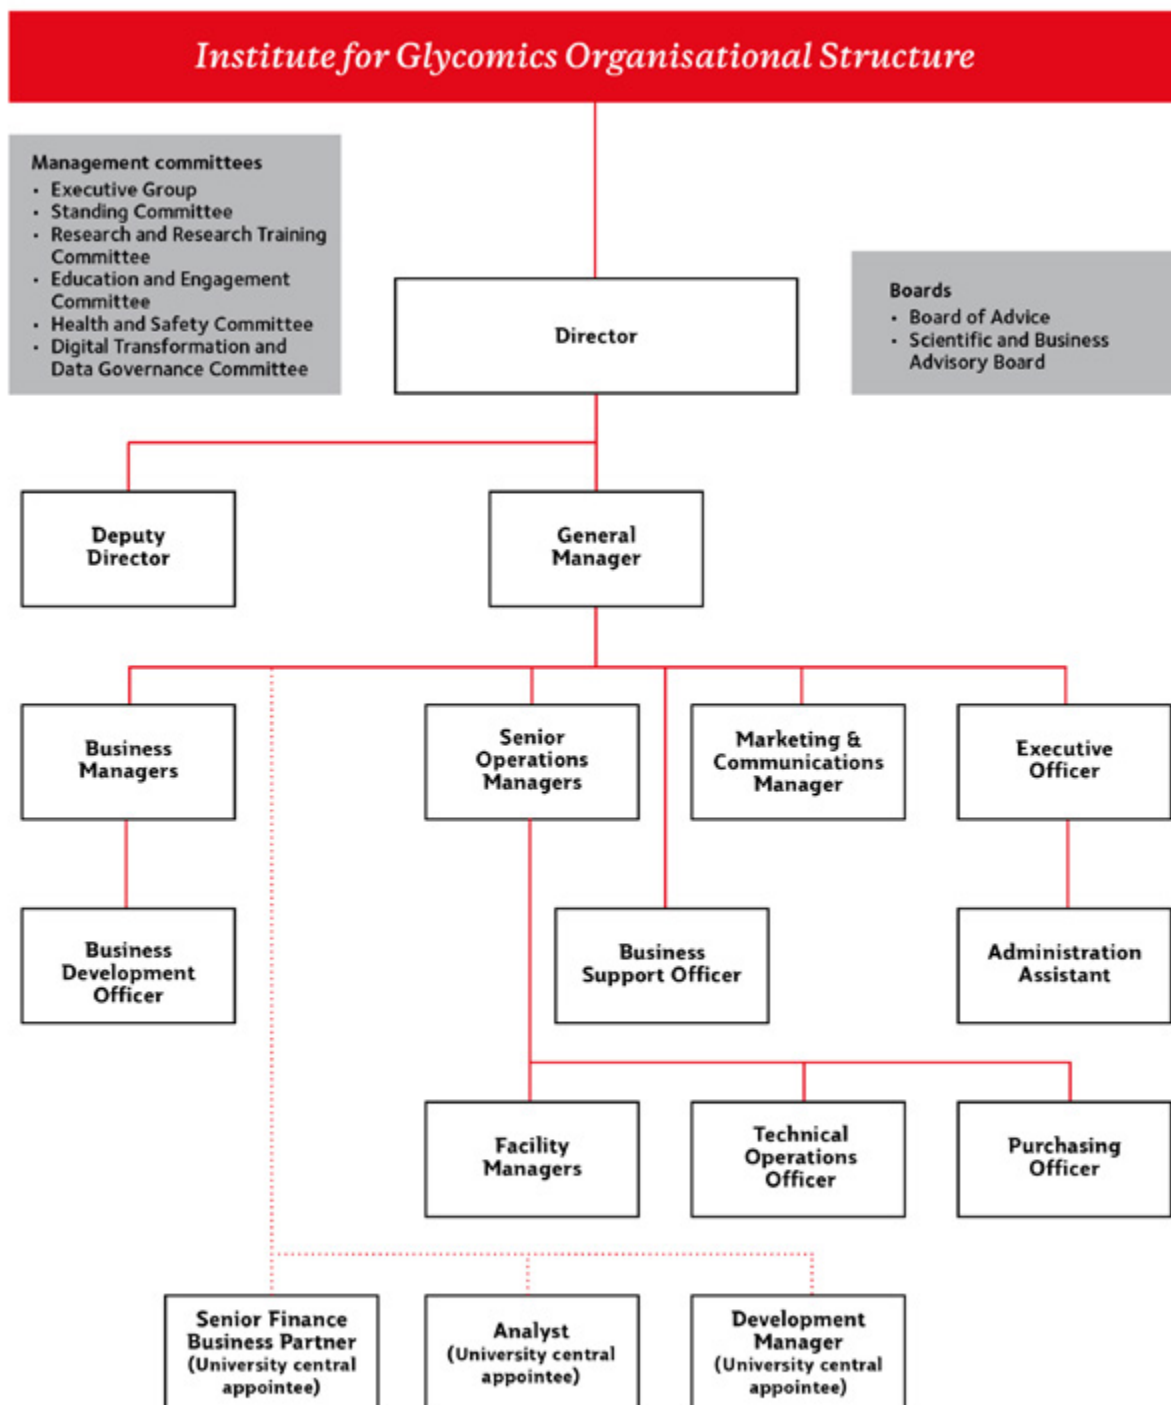 Institute for Glycomics Organisational Structure
Management committees
• Executive Group
• Standing Committee
• Research and Research Training
Committee
• Education and Engagement
Committee
• Health and Safety Committee
• Digital Transformation and
Data Governance Committee
Boards
• Board of Advice
• Scientific and Business
Advisory Board
Director
Deputy
Director
General
Manager
Business
Managers
Senior
Operations
Managers
Marketing &
Communications
Manager
Executive
Officer
Business
Development
Officer
Business
Support Officer
Administration
Assistant
Facility
Managers
Technical
Operations
Officer
Purchasing
Officer
Senior Finance
Business Partner
(University central
appointee)
Analyst
(University central
appointee)
Development
Manager
(University central
appointee)